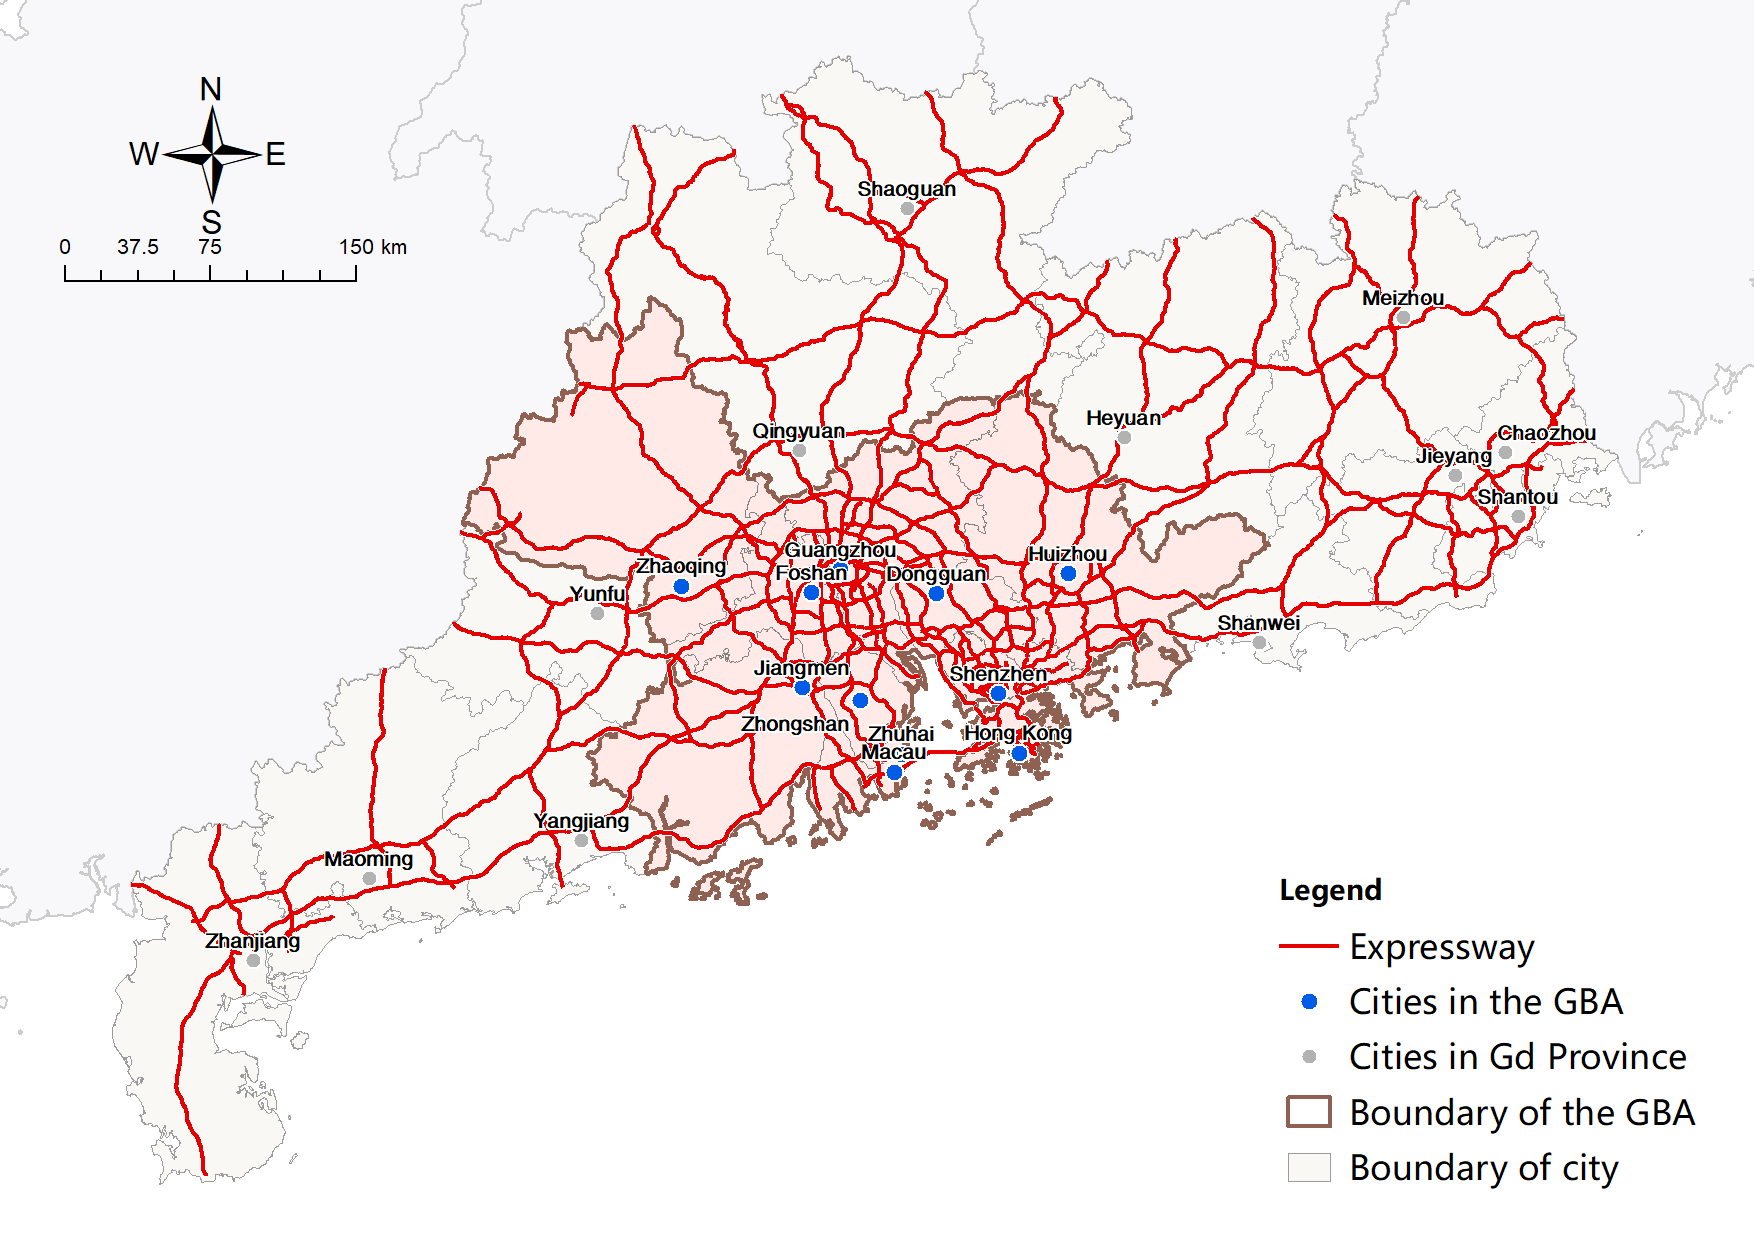 N
W
E
S
0 37.5 75 150 km
Shaoguan
Meizhou
Heyuan
Qingyuan
Chaozhou
Jieyang
Shantou
Guangzhou
Huizhou
Zhaoqing
Foshan
Dongguan
Yunfu
Shanwei
Jiangmen
Shenzhen
Zhongshan
Zhuhai
Hong Kong
Macau
Yangjiang
Maoming
Zhanjiang
Legend
Expressway
Cities in the GBA
Cities in Gd Province
Boundary of the GBA
Boundary of city